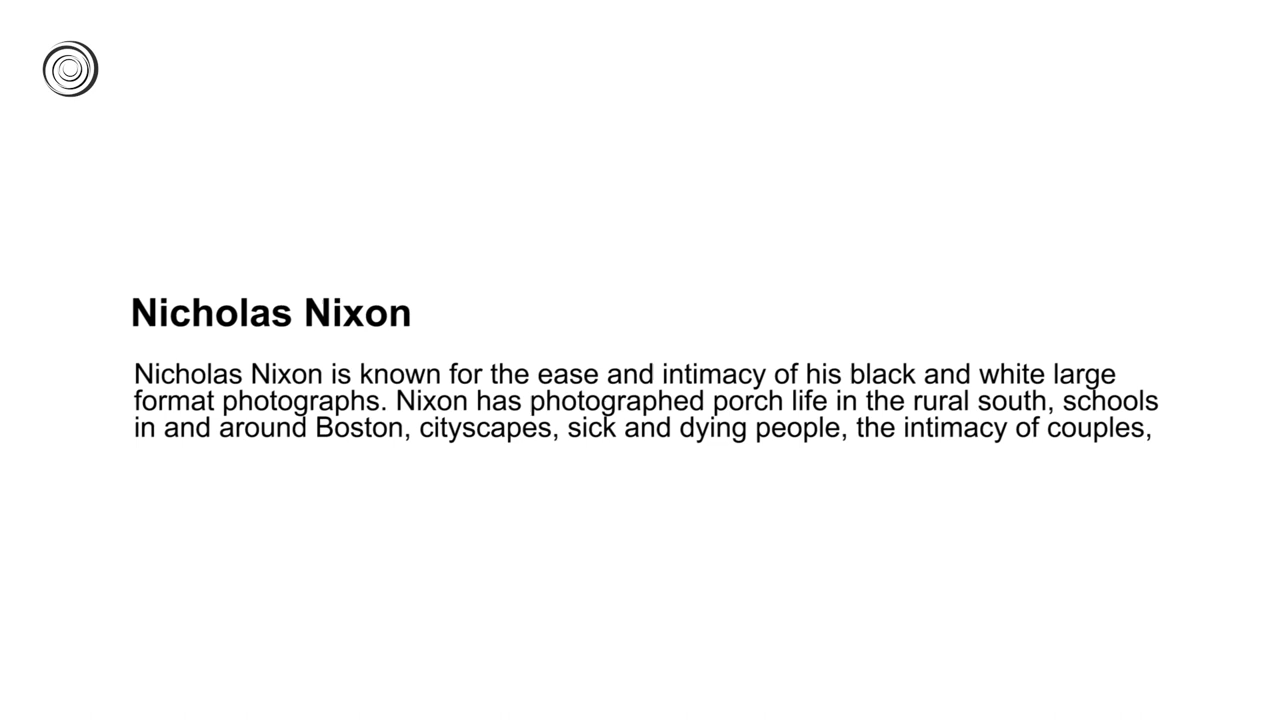 Nicholas Nixon
Nicholas Nixon is known for the ease and intimacy of his black and white large
format photographs. Nixon has photographed porch life in the rural south, schools
in and around Boston, cityscapes, sick and dying people, the intimacy of couples,